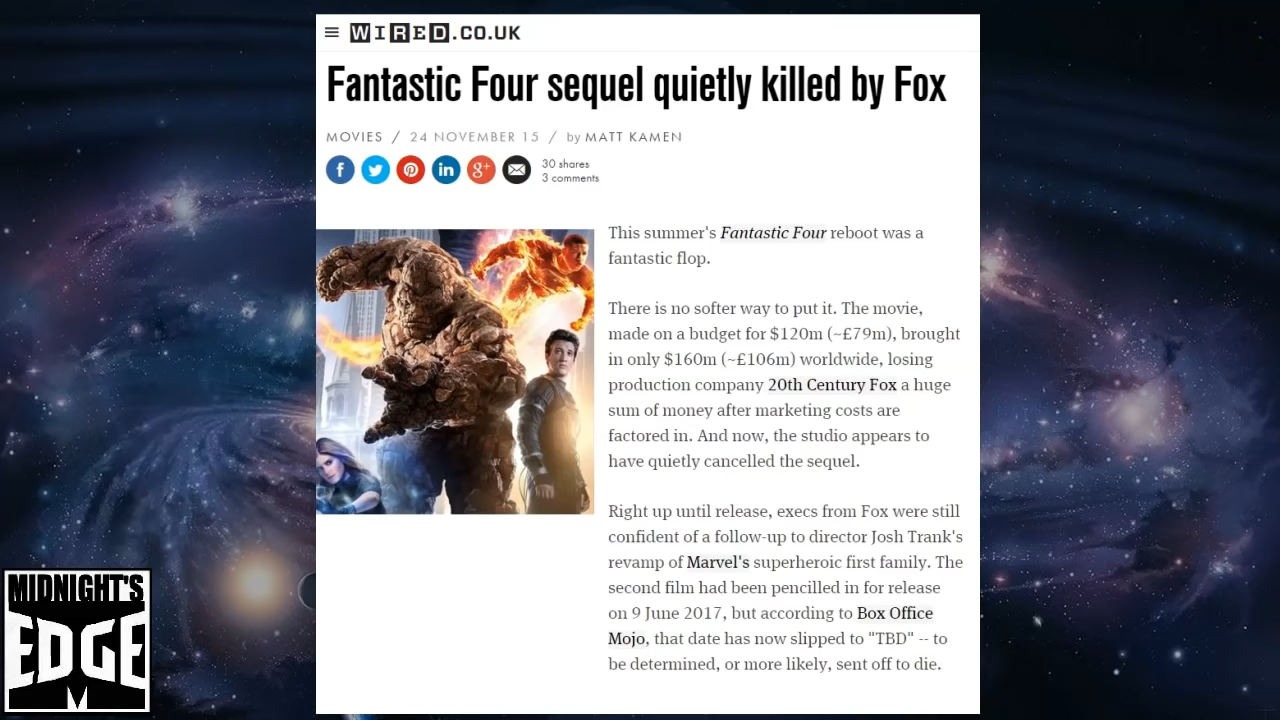 WIRED.CO.UK
Fantastic Four sequel quietly killed by Fox
MOVIES / 24 NOVEMBER 15 / by MATT KAMEN
30 shares
3 comments
This summer's Fantastic Four reboot was a
fantastic flop.
There is no softer way to put it. The movie,
made on a budget for $120m (~£79m), brought
in only $160m (~£106m) worldwide, losing
production company 20th Century Fox a huge
sum of money after marketing costs are
factored in. And now, the studio appears to
have quietly cancelled the sequel.
Right up until release, execs from Fox were still
confident of a follow-up to director Josh Trank's
revamp of Marvel's superheroic first family. The
second film had been pencilled in for release
on 9 June 2017, but according to Box Office
Mojo, that date has now slipped to "TBD" -- to
be determined, or more likely, sent off to die.
MIDNIGHT'S
EDGE